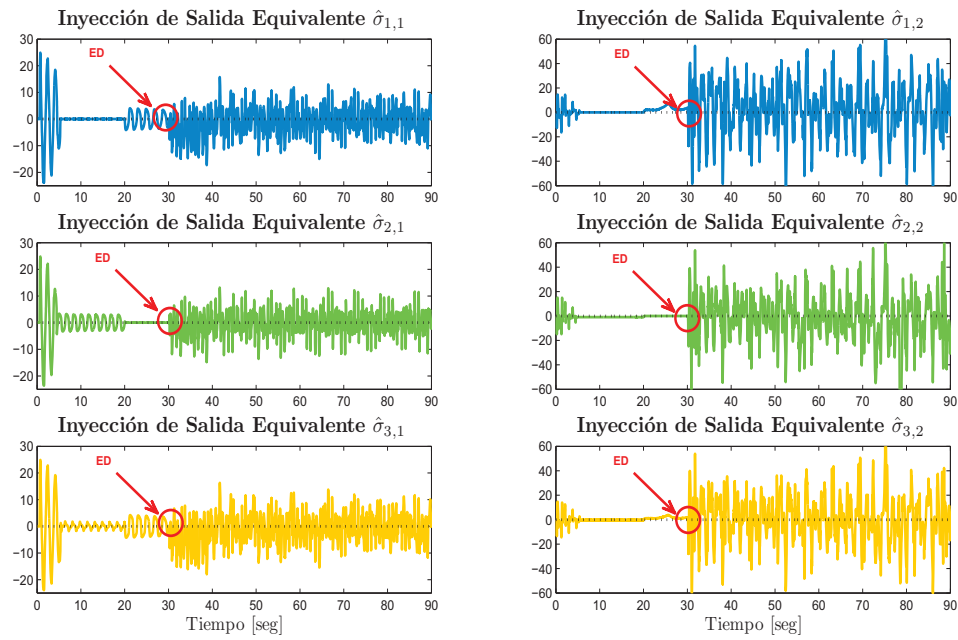 Inyección de Salida Equivalente σ̂1,1
ED
30
20
10
0
−10
−20
0 10 20 30 40 50 60 70 80 90
Inyección de Salida Equivalente σ̂1,2
ED
60
40
20
0
−20
−40
−60
0 10 20 30 40 50 60 70 80 90
Inyección de Salida Equivalente σ̂2,1
ED
30
20
10
0
−10
−20
0 10 20 30 40 50 60 70 80 90
Inyección de Salida Equivalente σ̂2,2
ED
60
40
20
0
−20
−40
−60
0 10 20 30 40 50 60 70 80 90
Inyección de Salida Equivalente σ̂3,1
ED
30
20
10
0
−10
−20
0 10 20 30 40 50 60 70 80 90
Tiempo [seg]
Inyección de Salida Equivalente σ̂3,2
ED
60
40
20
0
−20
−40
−60
0 10 20 30 40 50 60 70 80 90
Tiempo [seg]